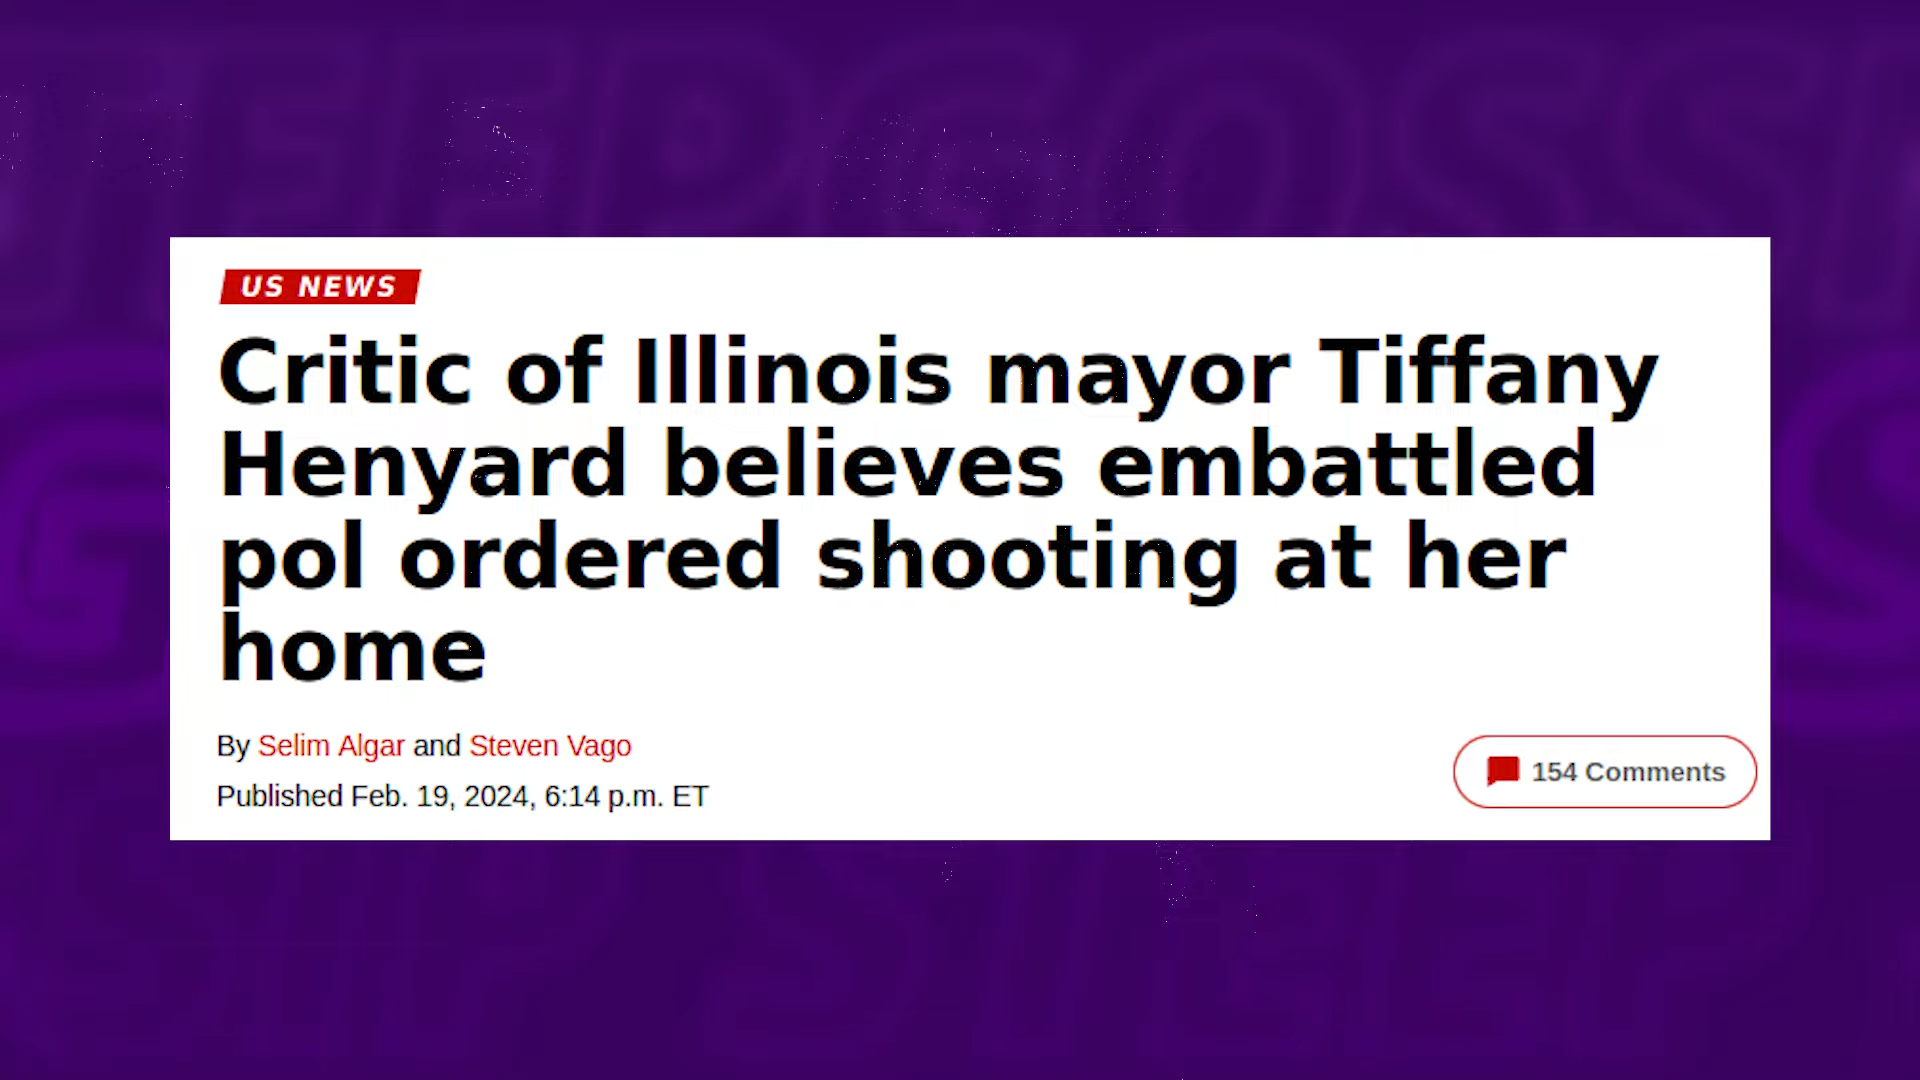 US NEWS
Critic of Illinois mayor Tiffany
Henyard believes embattled
pol ordered shooting at her
home
By Selim Algar and Steven Vago
Published Feb. 19, 2024, 6:14 p.m. ET
154 Comments